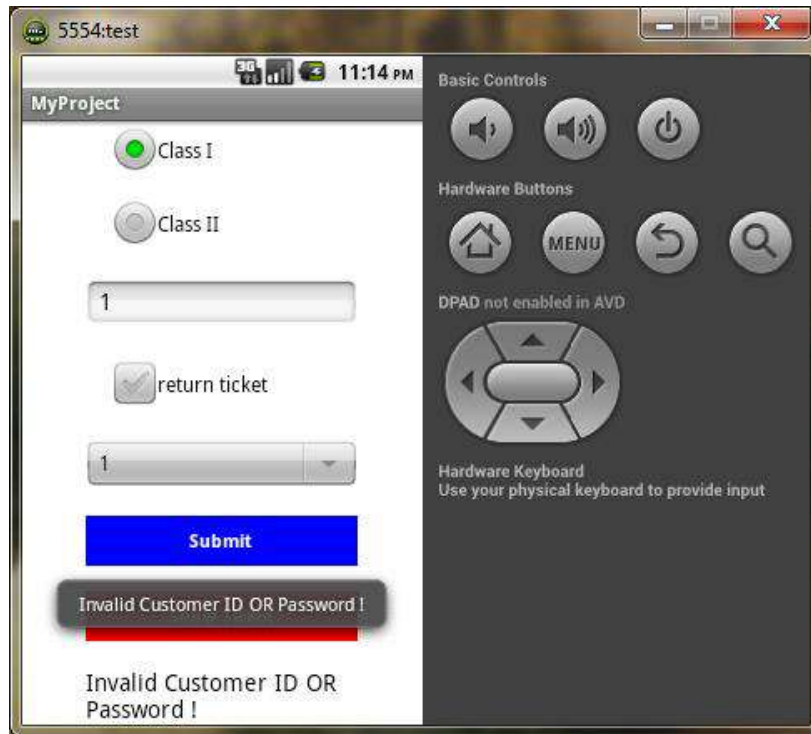 5554:test
3G
11:14 PM
MyProject
Class I
Class II
1
return ticket
1
Submit
Invalid Customer ID OR Password !
Invalid Customer ID OR
Password !
Basic Controls
Hardware Buttons
MENU
DPAD not enabled in AVD
Hardware Keyboard
Use your physical keyboard to provide input